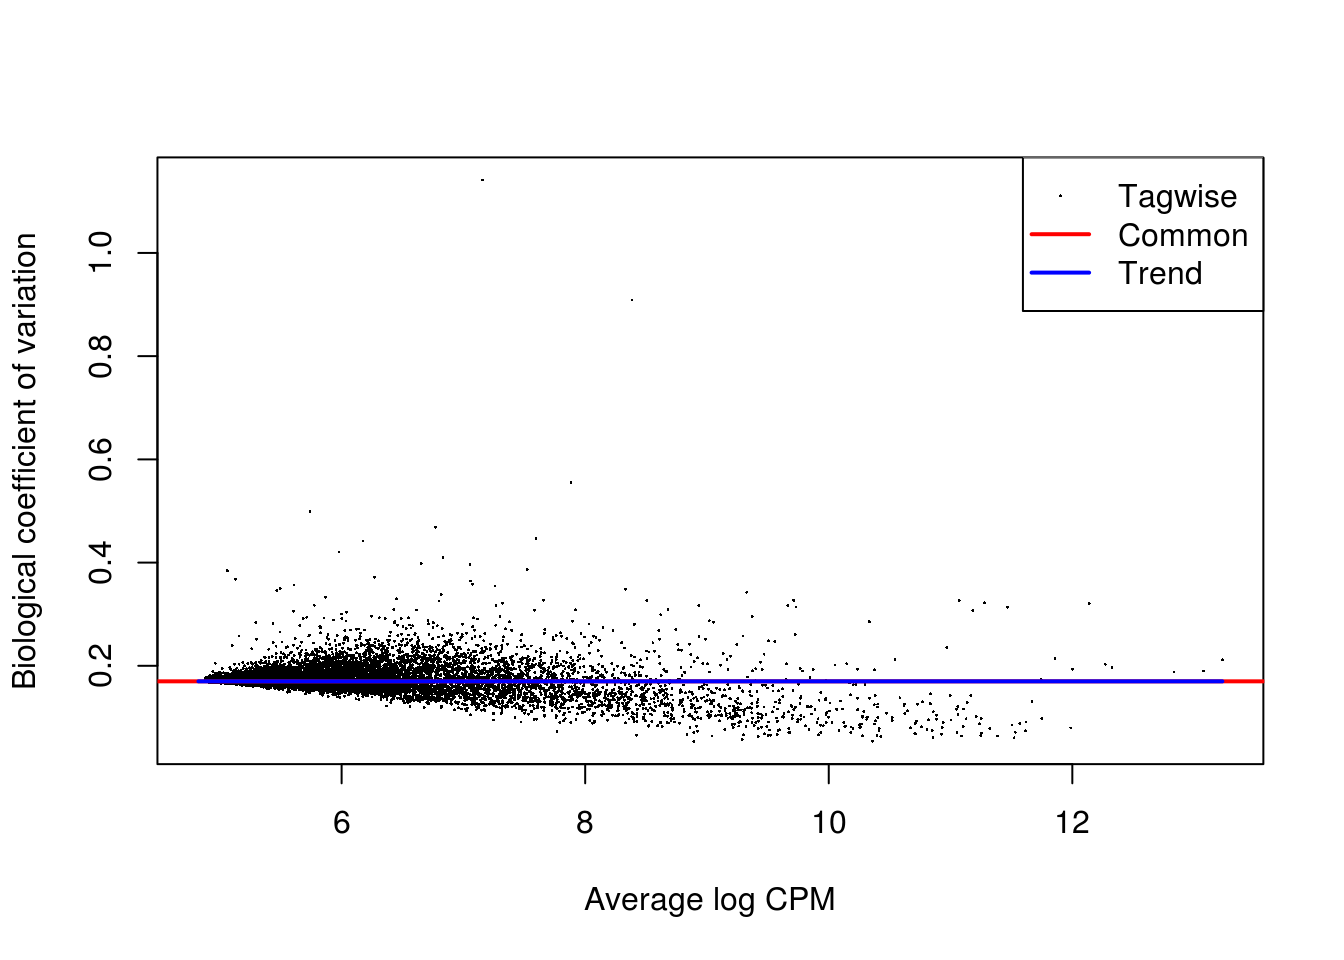 Tagwise
Common
Trend
Biological coefficient of variation
1.0
0.8
0.6
0.4
0.2
6 8 10 12
Average log CPM